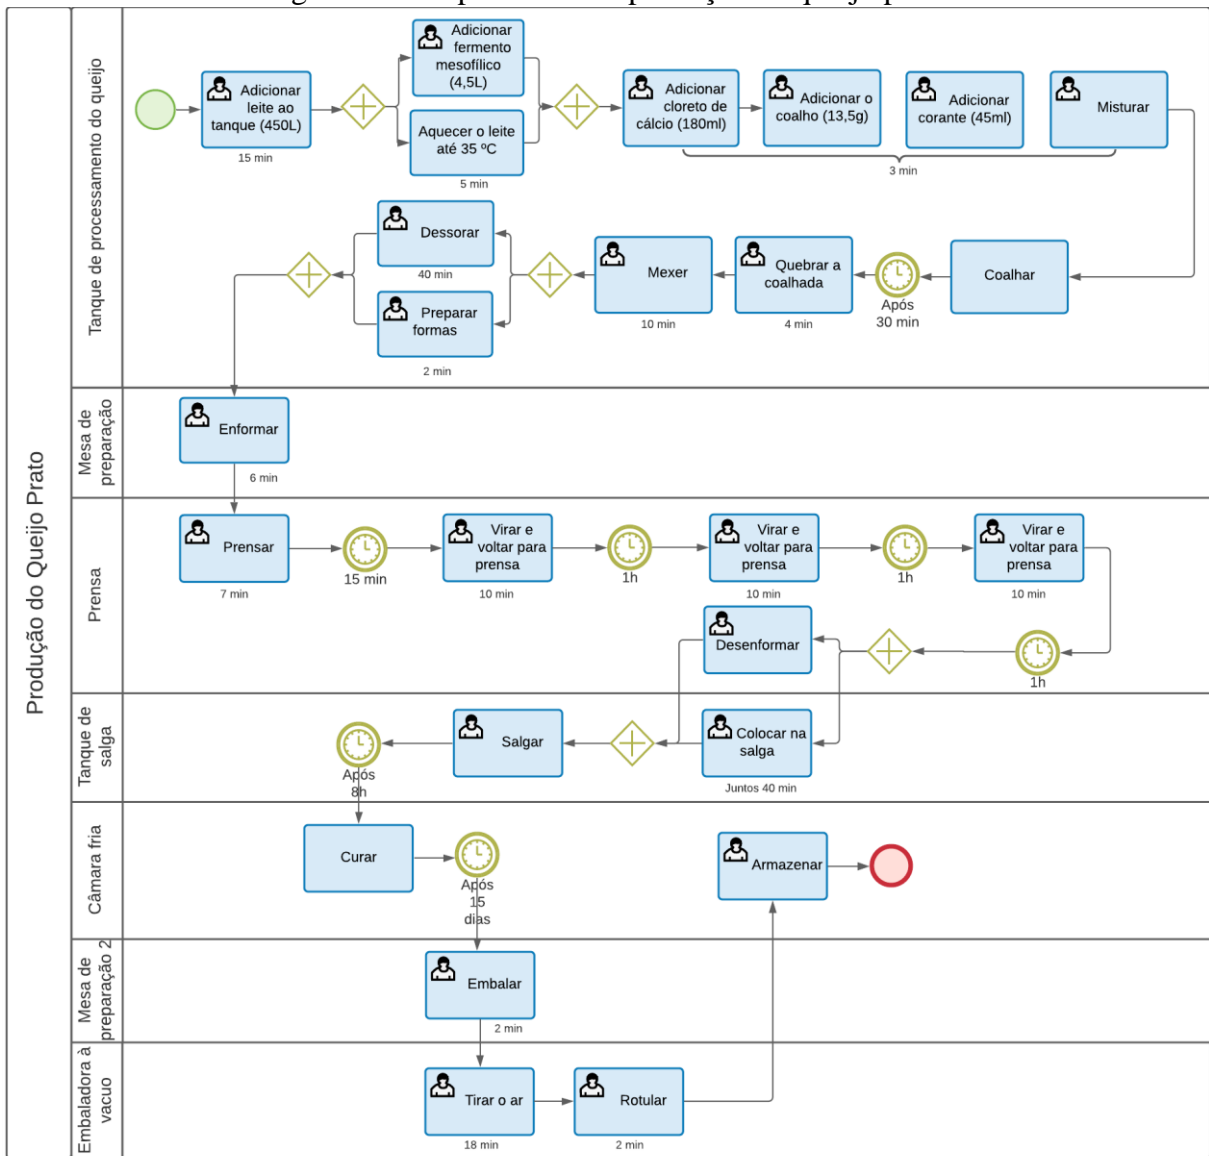 Produção do Queijo Prato
Tanque de processamento do queijo
Adicionar
leite ao
tanque (450L)
15 min
Adicionar
fermento
mesofílico
(4,5L)
Aquecer o leite
até 35 ºC
5 min
Adicionar
cloreto de
cálcio (180ml)
Adicionar o
coalho (13,5g)
Adicionar
corante (45ml)
Misturar
3 min
Coalhar
Após
30 min
Quebrar a
coalhada
4 min
Mexer
10 min
Dessorar
40 min
Preparar
formas
2 min
Mesa de
preparação
Enformar
6 min
Prensa
Prensar
7 min
15 min
Virar e
voltar para
prensa
10 min
1h
Virar e
voltar para
prensa
10 min
1h
Virar e
voltar para
prensa
10 min
1h
Desenformar
Tanque de
salga
Colocar na
salga
Juntos 40 min
Salgar
Após
8h
Câmara fria
Curar
Após
15
dias
Armazenar
Mesa de
preparação 2
Embalar
2 min
Embaladora à
vacuo
Tirar o ar
18 min
Rotular
2 min